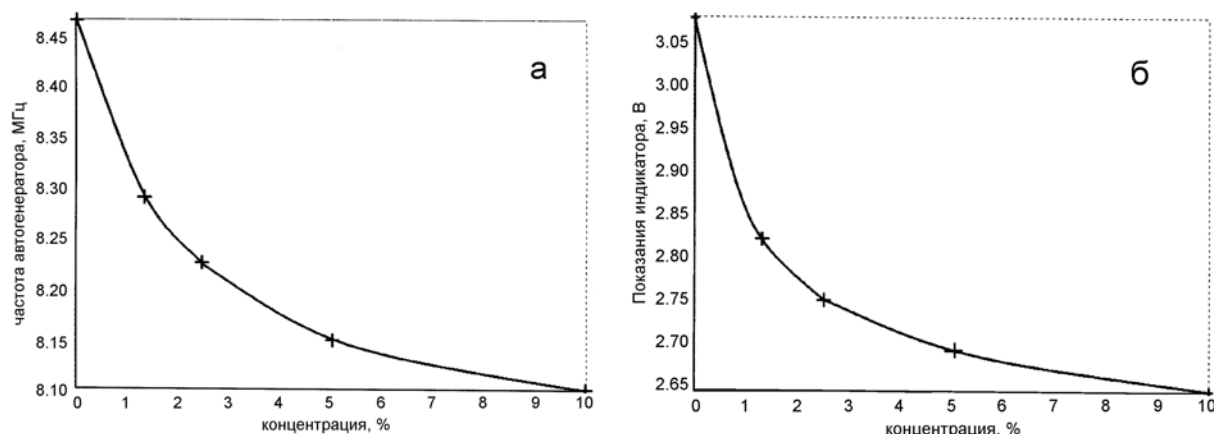 а
частота автогенератора, МГц
8.45
8.40
8.35
8.30
8.25
8.20
8.15
8.10
0 1 2 3 4 5 6 7 8 9 10
концентрация, %
б
Показания индикатора, В
3.05
3.00
2.95
2.90
2.85
2.80
2.75
2.70
2.65
0 1 2 3 4 5 6 7 8 9 10
концентрация, %